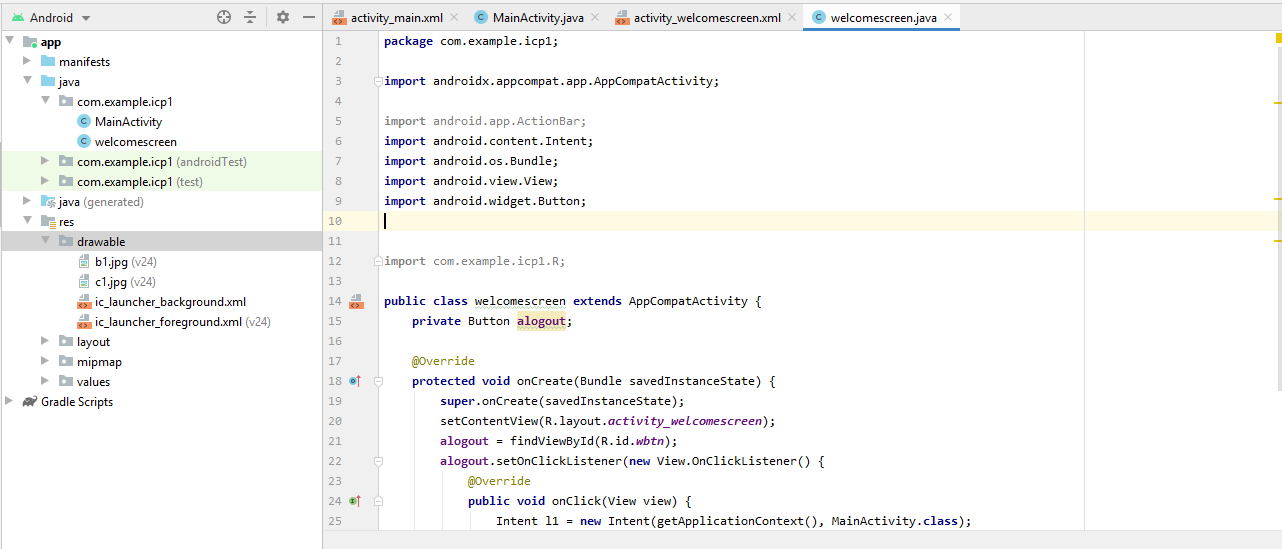 Android
app
manifests
java
com.example.icp1
MainActivity
welcomescreen
com.example.icp1 (androidTest)
com.example.icp1 (test)
java (generated)
res
drawable
b1.jpg (v24)
c1.jpg (v24)
ic_launcher_background.xml
ic_launcher_foreground.xml (v24)
layout
mipmap
values
Gradle Scripts
activity_main.xml MainActivity.java activity_welcomescreen.xml welcomescreen.java
1 package com.example.icp1;
2
3 import androidx.appcompat.app.AppCompatActivity;
4
5 import android.app.ActionBar;
6 import android.content.Intent;
7 import android.os.Bundle;
8 import android.view.View;
9 import android.widget.Button;
10
11
12 import com.example.icp1.R;
13
14 public class welcomescreen extends AppCompatActivity {
15 private Button alogout;
16
17 @Override
18 protected void onCreate(Bundle savedInstanceState) {
19 super.onCreate(savedInstanceState);
20 setContentView(R.layout.activity_welcomescreen);
21 alogout = findViewById(R.id.wbtn);
22 alogout.setOnClickListener(new View.OnClickListener() {
23 @Override
24 public void onClick(View view) {
25 Intent l1 = new Intent(getApplicationContext(), MainActivity.class);